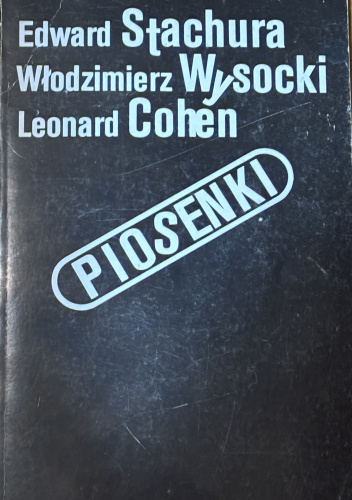 Edward Stachura
Włodzimierz Wysocki
Leonard Cohen
PIOSENKI